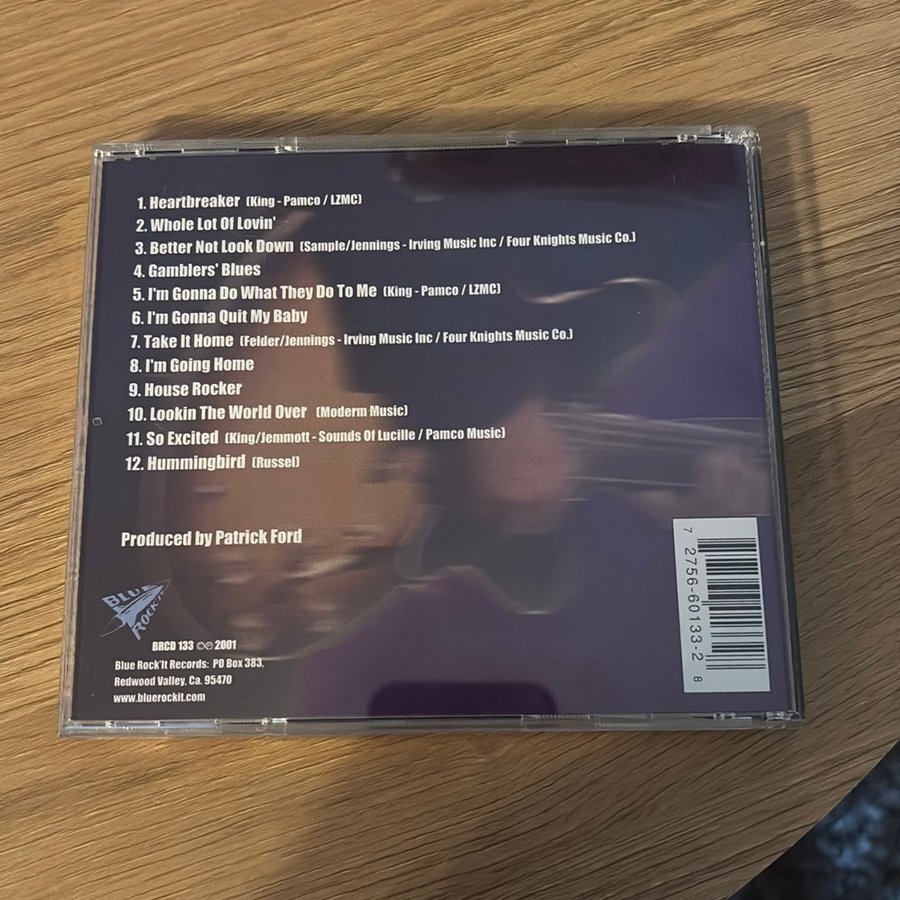 1. Heartbreaker (King - Pamco / LZMC)
2. Whole Lot Of Lovin'
3. Better Not Look Down (Sample/Jennings - Irving Music Inc / Four Knights Music Co.)
4. Gamblers' Blues
5. I'm Gonna Do What They Do To Me (King - Pamco / LZMC)
6. I'm Gonna Quit My Baby
7. Take It Home (Felder/Jennings - Irving Music Inc / Four Knights Music Co.)
8. I'm Going Home
9. House Rocker
10. Lookin The World Over (Moderm Music)
11. So Excited (King/Jemmott - Sounds Of Lucille / Pamco Music)
12. Hummingbird (Russel)
Produced by Patrick Ford
BLUE
ROCK'IT
BRCD 133 ©℗ 2001
Blue Rock'It Records: PO Box 383,
Redwood Valley, Ca. 95470
www.bluerockit.com
7 2756-60133-2 8